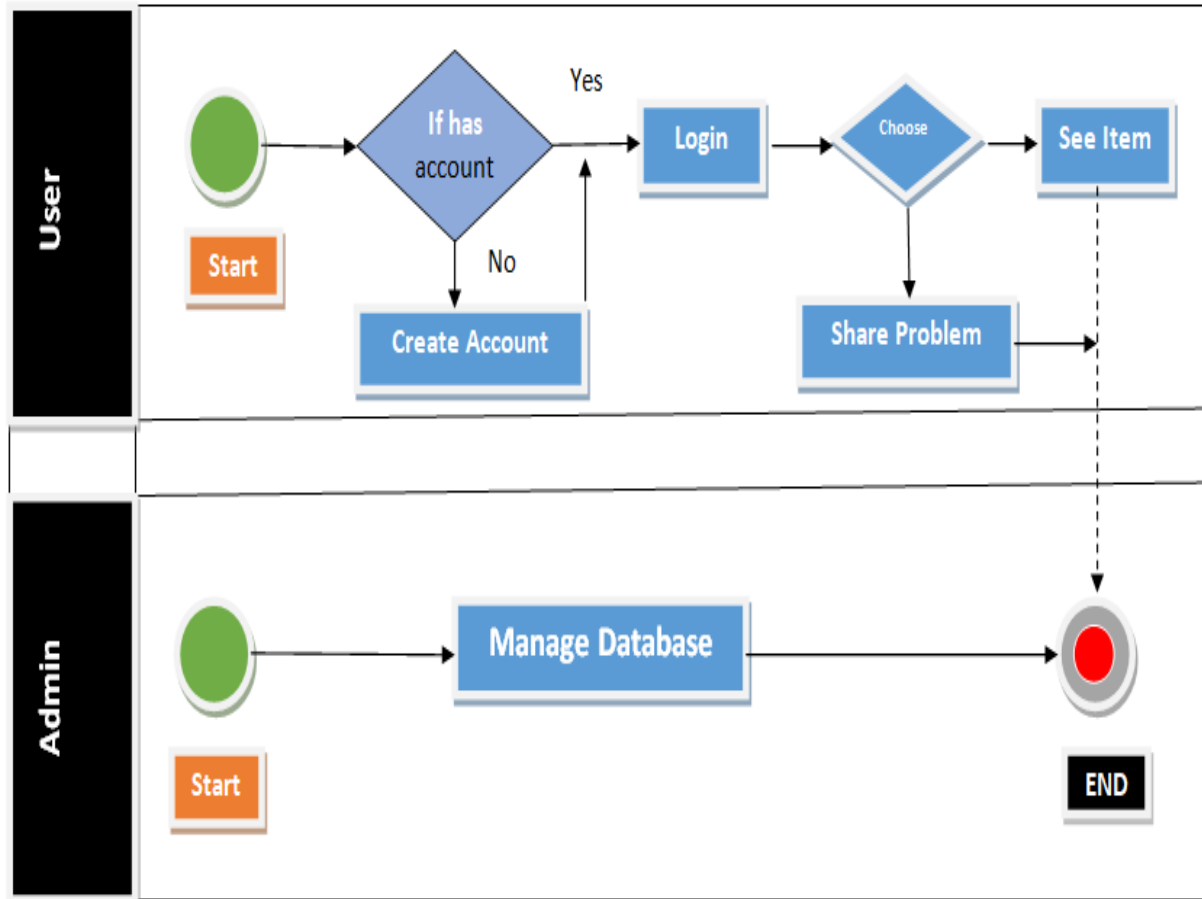 User
Start
If has
account
Yes
No
Create Account
Login
Choose
See Item
Share Problem
Admin
Start
Manage Database
END